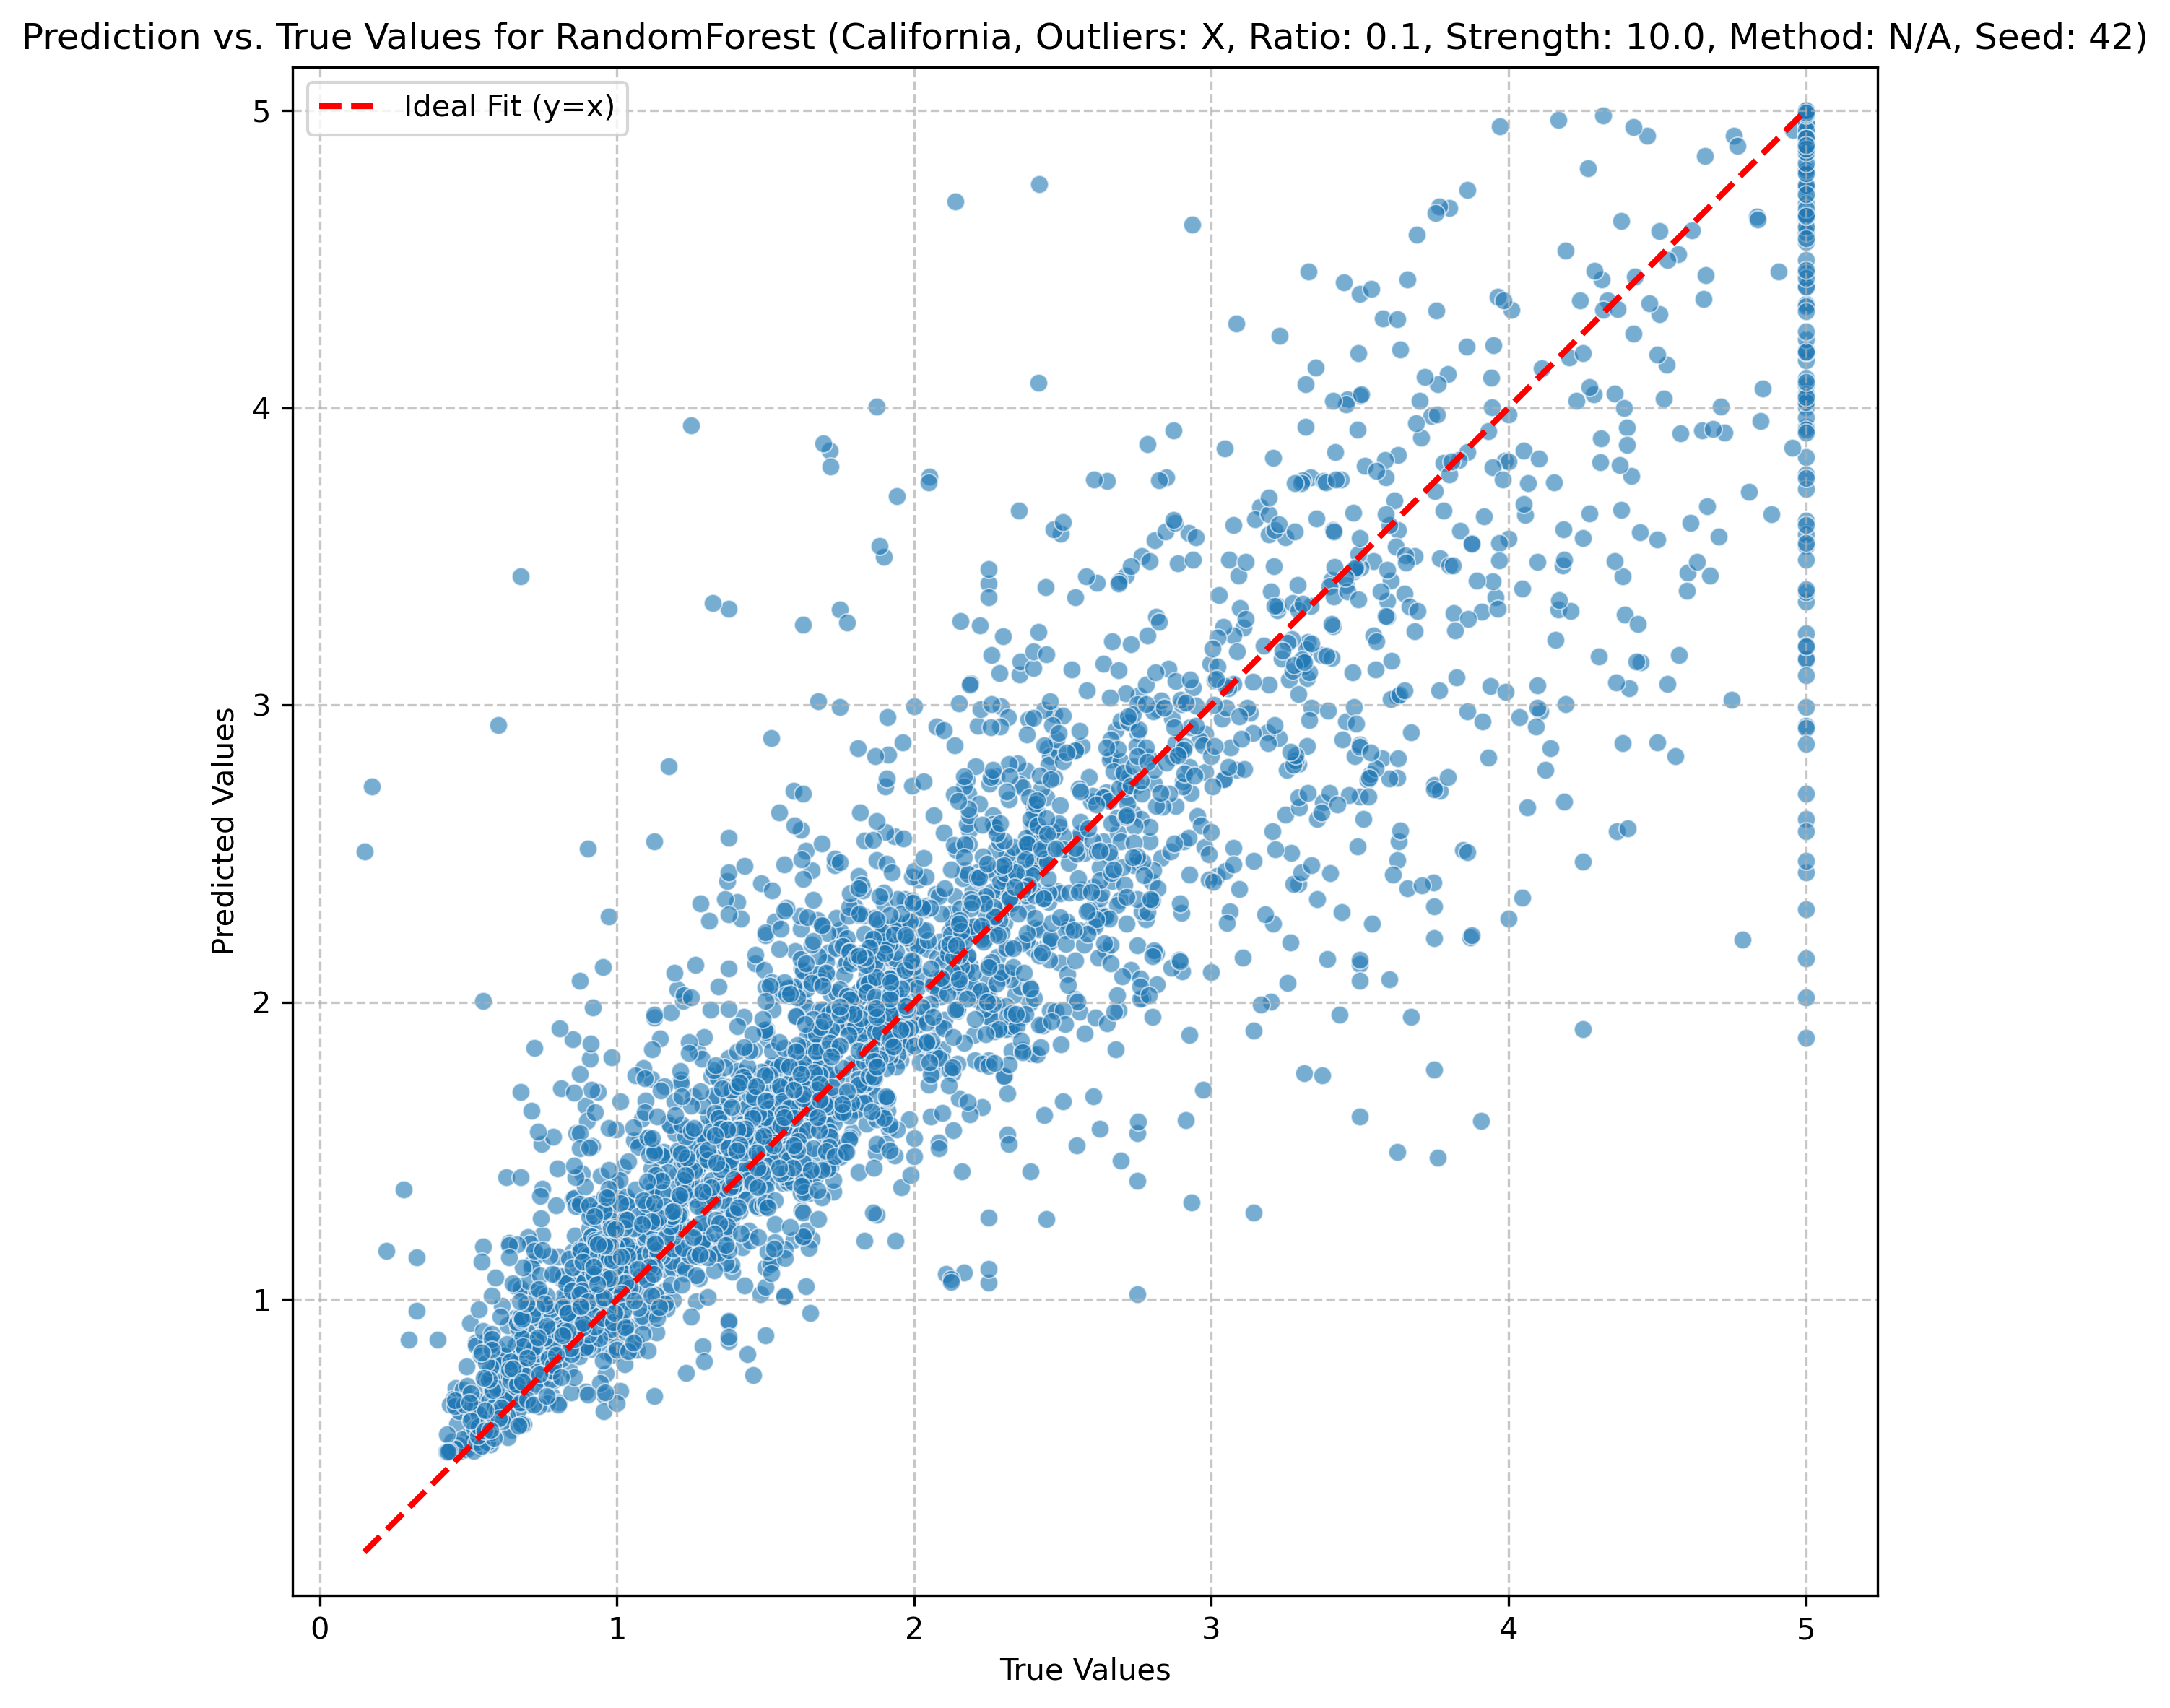 Prediction vs. True Values for RandomForest (California, Outliers: X, Ratio: 0.1, Strength: 10.0, Method: N/A, Seed: 42)
Ideal Fit (y=x)
5
4
3
2
1
Predicted Values
0 1 2 3 4 5
True Values